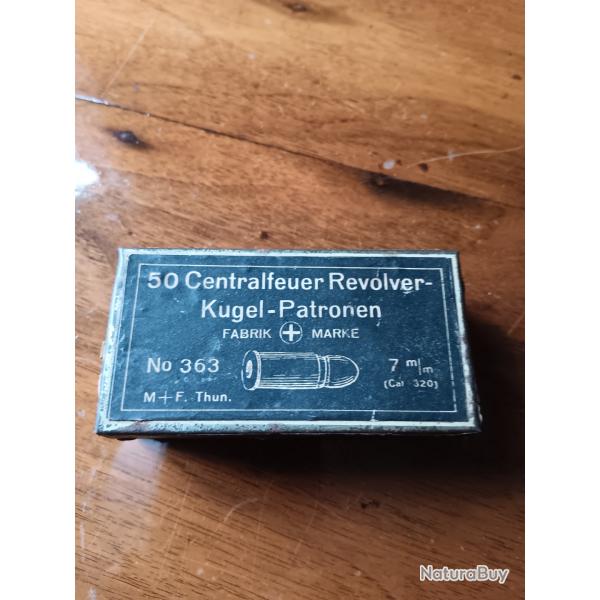 50 Centralfeuer Revolver-
Kugel-Patronen
FABRIK + MARKE
No 363
7 m/m
(Cal 320)
M+F. Thun.
NaturaBuy